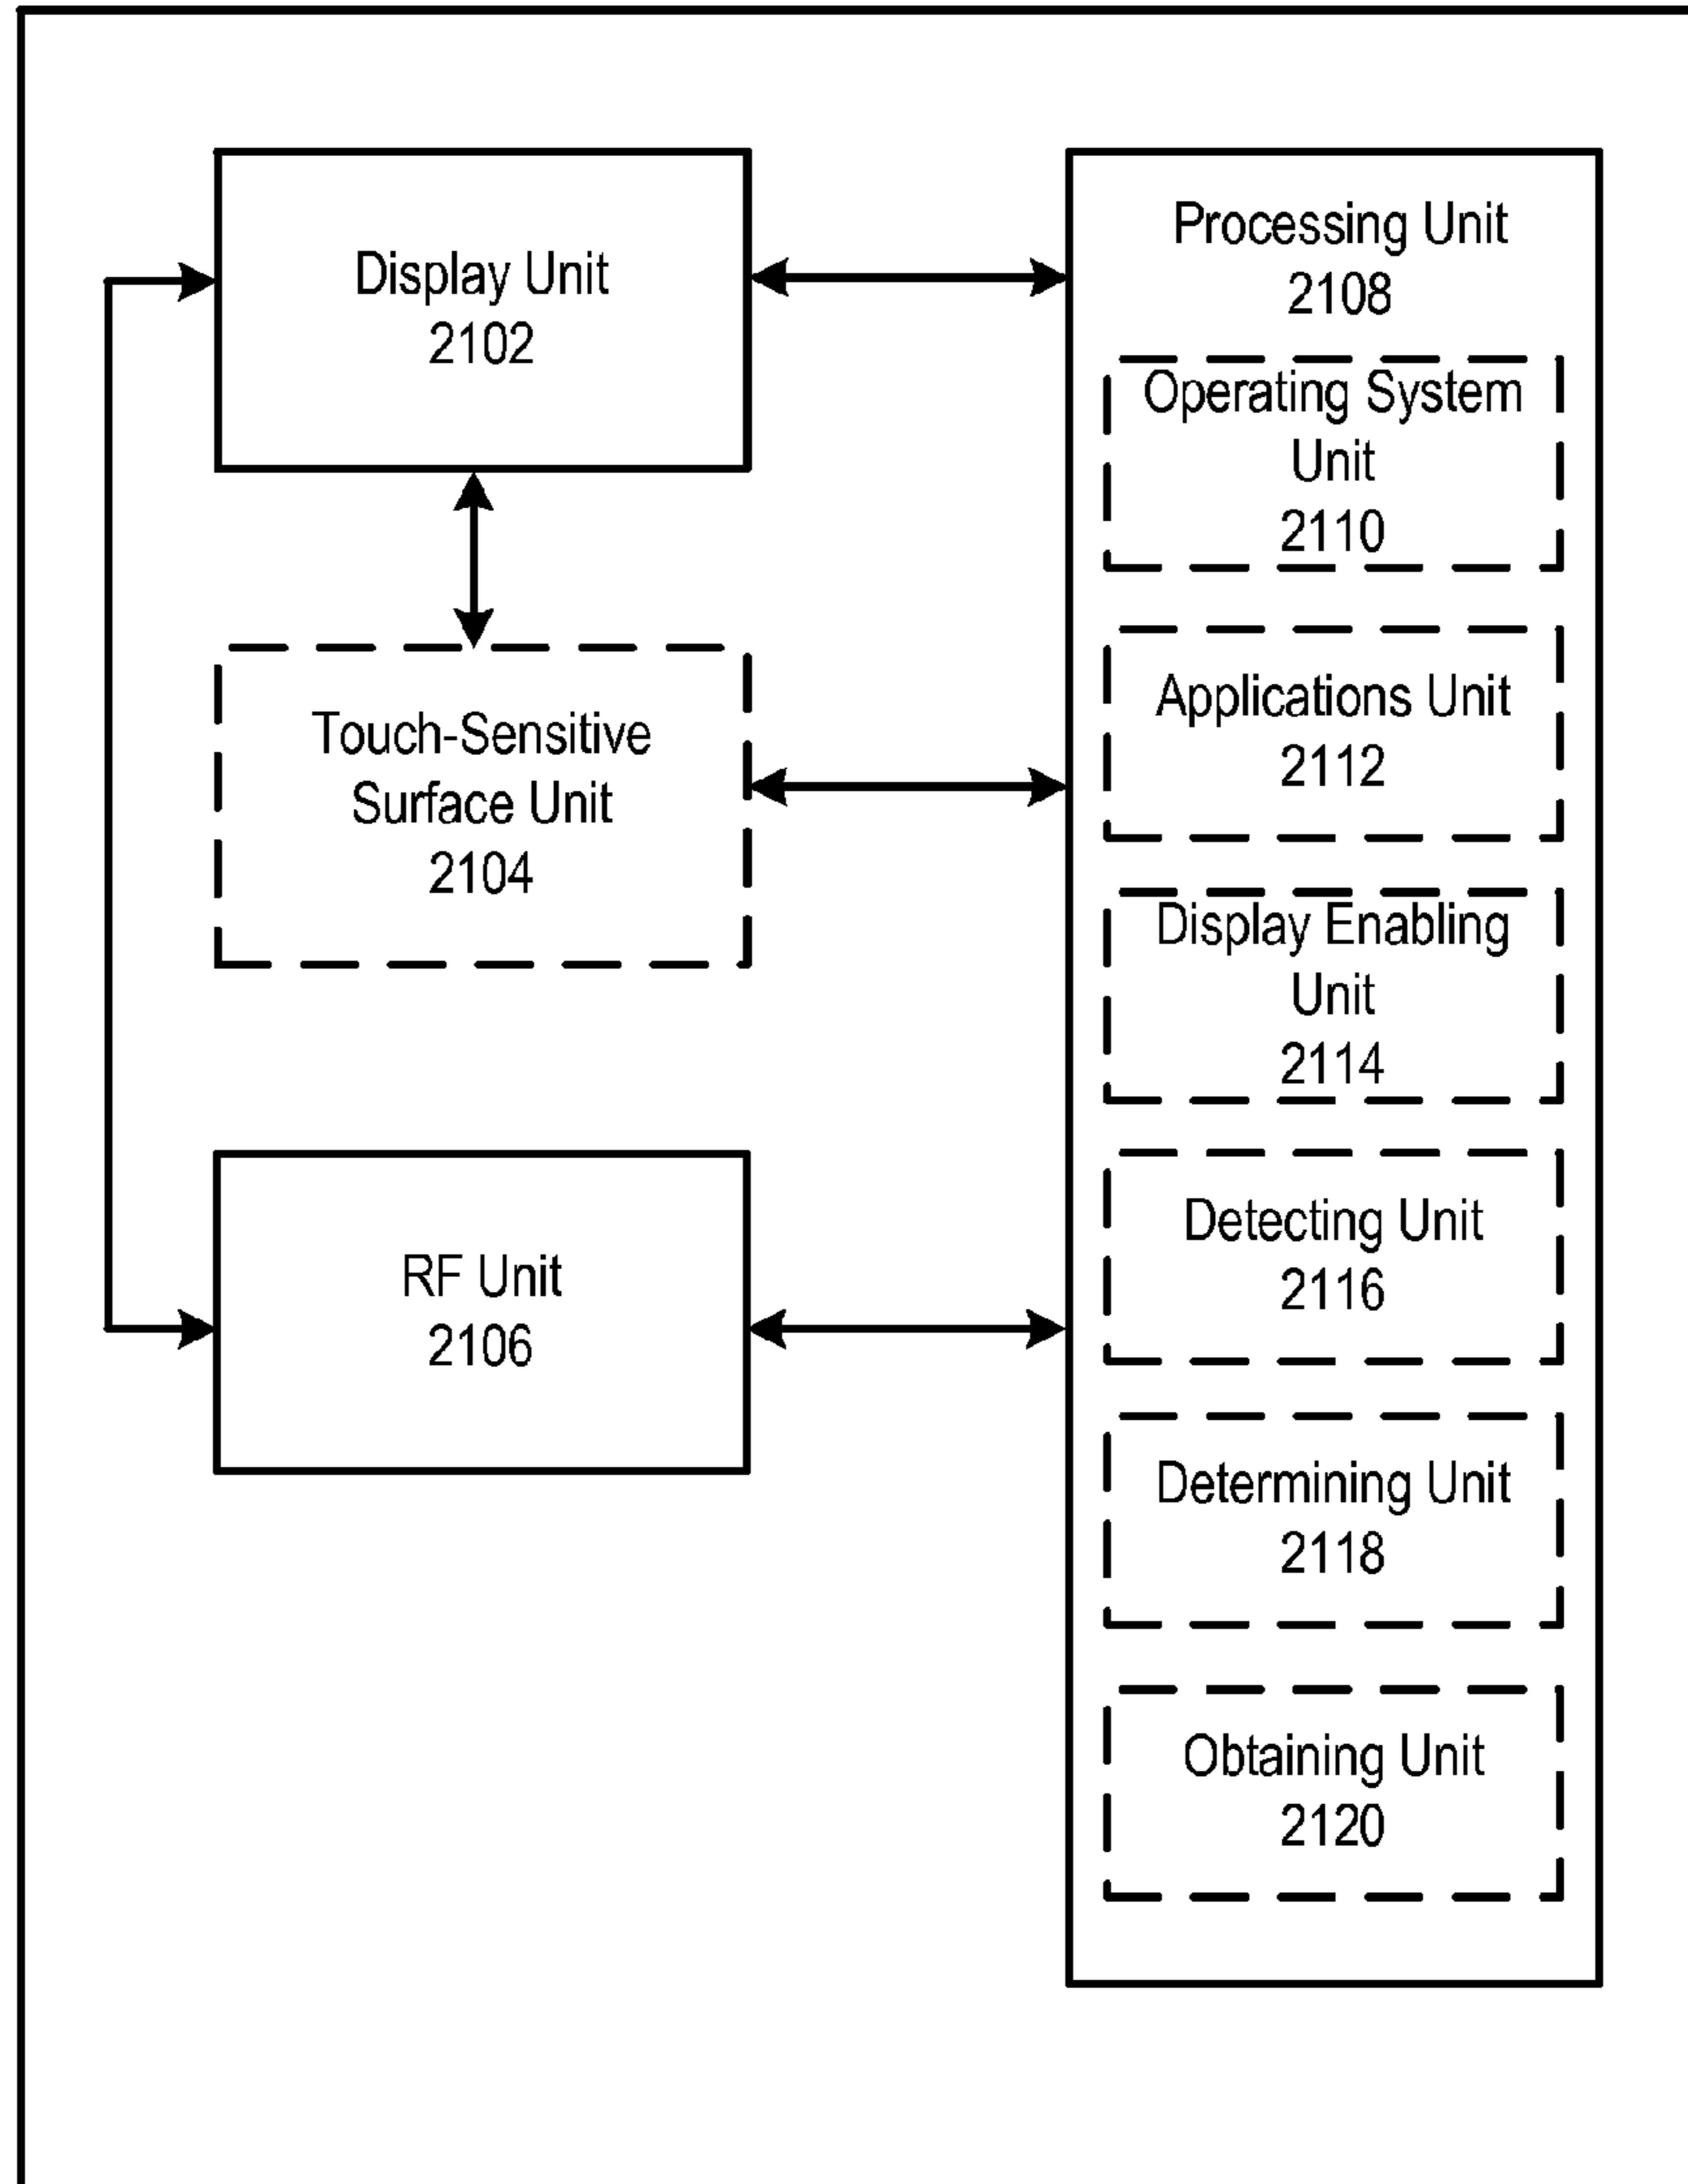 Display Unit
2102
Touch-Sensitive
Surface Unit
2104
RF Unit
2106
Processing Unit
2108
Operating System
Unit
2110
Applications Unit
2112
Display Enabling
Unit
2114
Detecting Unit
2116
Determining Unit
2118
Obtaining Unit
2120